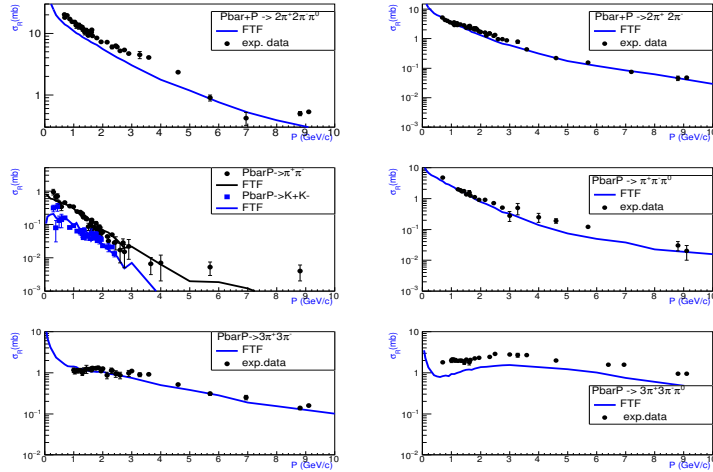 σR(mb)
Pbar+P -> 2π⁺2π⁻π⁰
FTF
exp. data
10
1
0 1 2 3 4 5 6 7 8 9 10
P (GeV/c)
σR(mb)
Pbar+P -> 2π⁺ 2π⁻
FTF
exp. data
10
1
10⁻¹
10⁻²
10⁻³
0 1 2 3 4 5 6 7 8 9 10
P (GeV/c)
σR(mb)
PbarP->π⁺π⁻
FTF
PbarP->K+K-
FTF
1
10⁻¹
10⁻²
10⁻³
0 1 2 3 4 5 6 7 8 9 10
P (GeV/c)
σR(mb)
PbarP -> π⁺π⁻π⁰
FTF
exp.data
10
1
10⁻¹
10⁻²
10⁻³
0 1 2 3 4 5 6 7 8 9 10
P (GeV/c)
σR(mb)
PbarP->3π⁺3π⁻
FTF
exp.data
10
1
10⁻¹
10⁻²
0 1 2 3 4 5 6 7 8 9 10
P (GeV/c)
σR(mb)
PbarP -> 3π⁺3π⁻π⁰
FTF
exp.data
10
1
10⁻¹
10⁻²
0 1 2 3 4 5 6 7 8 9 10
P (GeV/c)